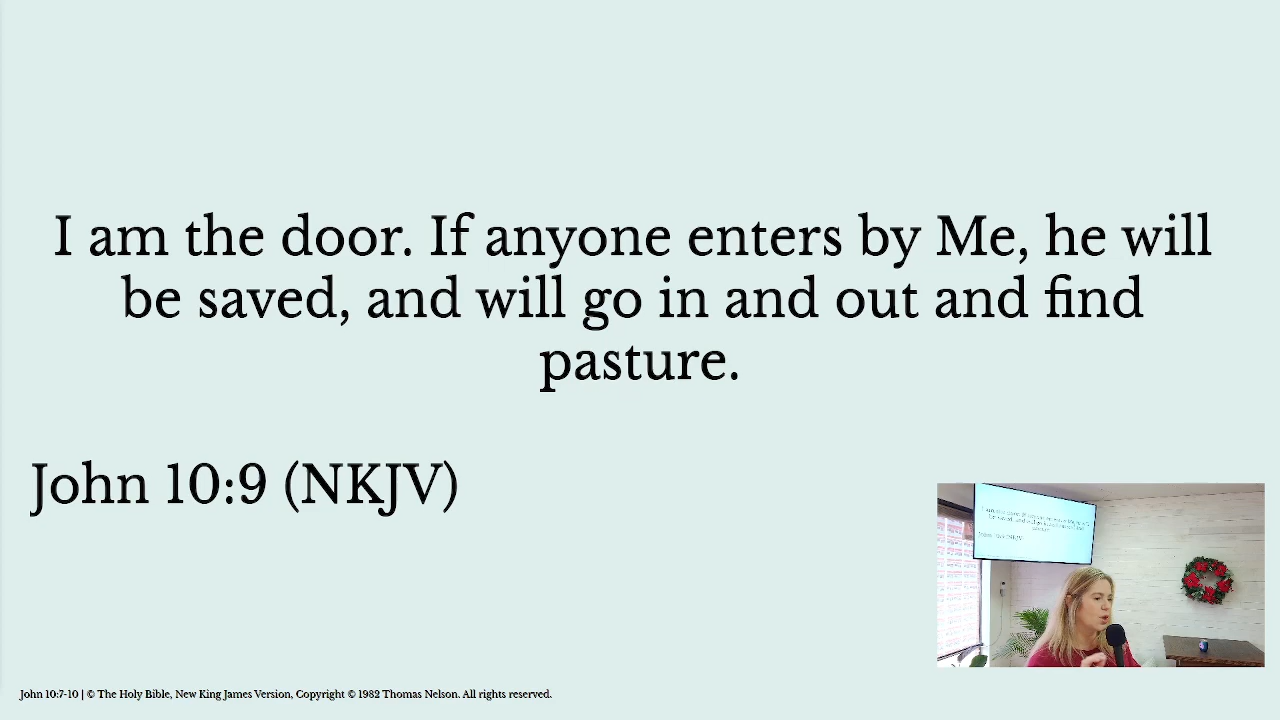 I am the door. If anyone enters by Me, he will
be saved, and will go in and out and find
pasture.
John 10:9 (NKJV)
John 10:7-10 | © The Holy Bible, New King James Version, Copyright © 1982 Thomas Nelson. All rights reserved.